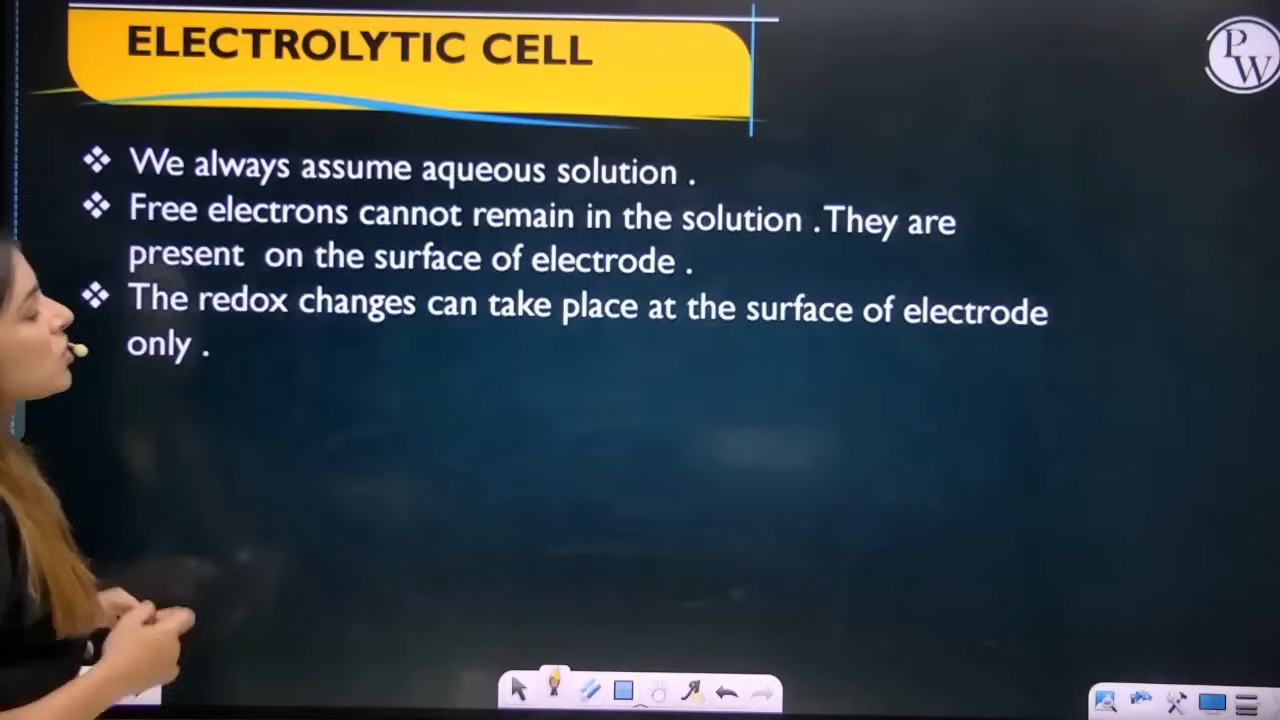 ELECTROLYTIC CELL
PW
❖ We always assume aqueous solution .
❖ Free electrons cannot remain in the solution .They are
present on the surface of electrode .
❖ The redox changes can take place at the surface of electrode
only .